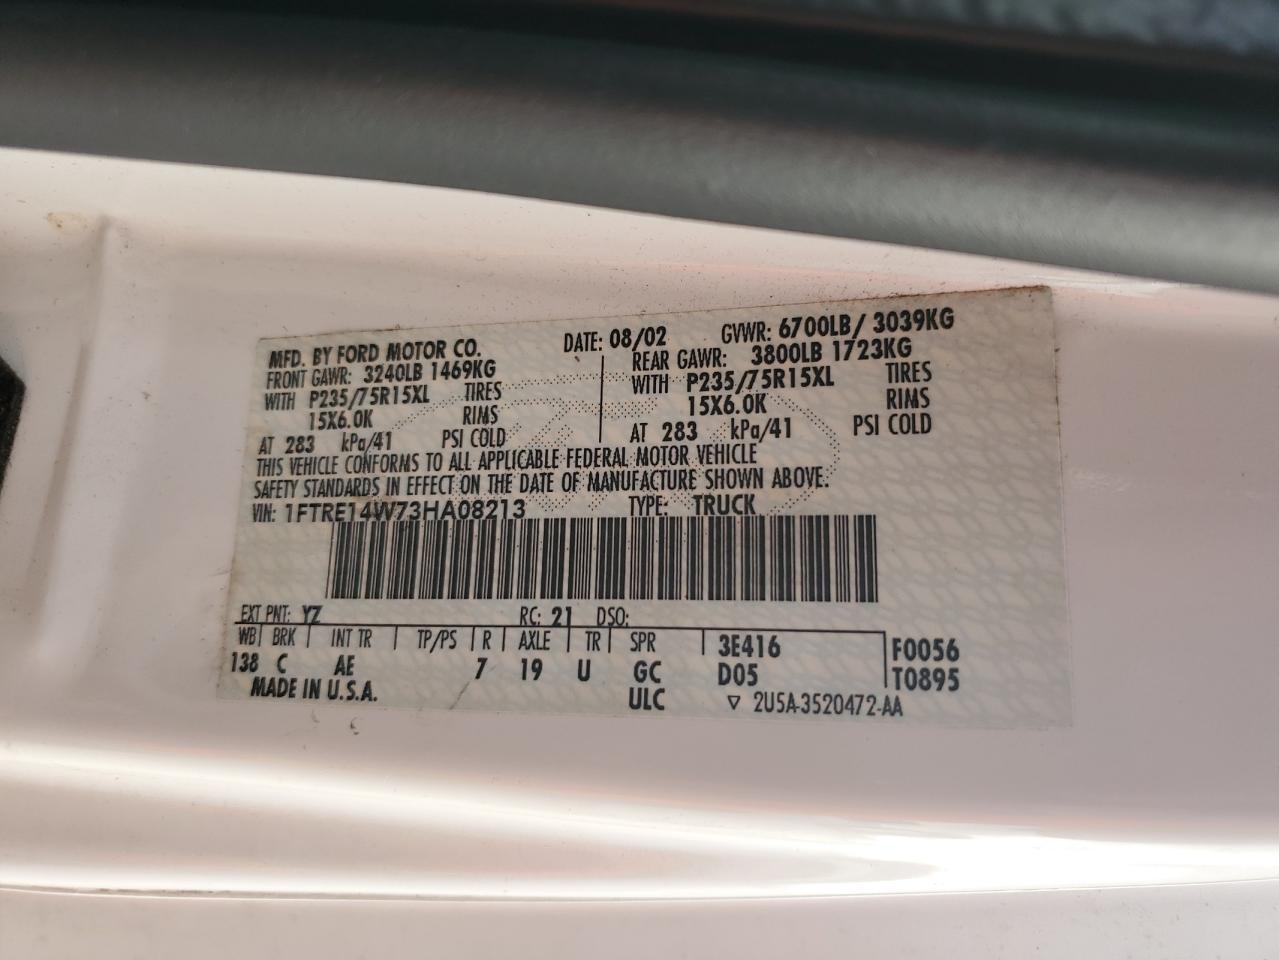 MFD. BY FORD MOTOR CO. DATE: 08/02 GVWR: 6700LB/ 3039KG
FRONT GAWR: 3240LB 1469KG REAR GAWR: 3800LB 1723KG
WITH P235/75R15XL TIRES WITH P235/75R15XL TIRES
15X6.0K RIMS 15X6.0K RIMS
AT 283 kPa/41 PSI COLD AT 283 kPa/41 PSI COLD
THIS VEHICLE CONFORMS TO ALL APPLICABLE FEDERAL MOTOR VEHICLE
SAFETY STANDARDS IN EFFECT ON THE DATE OF MANUFACTURE SHOWN ABOVE.
VIN: 1FTRE14W73HA08213 TYPE: TRUCK
EXT PNT: YZ RC: 21 DSO:
WB BRK INT TR TP/PS R AXLE TR SPR 3E416 F0056
138 C AE 7 19 U GC D05 T0895
MADE IN U.S.A. ULC ▽ 2U5A-3520472-AA